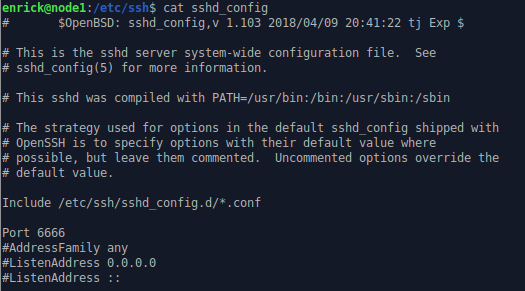 enrick@node1:/etc/ssh$ cat sshd_config
#       $OpenBSD: sshd_config,v 1.103 2018/04/09 20:41:22 tj Exp $
# This is the sshd server system-wide configuration file.  See
# sshd_config(5) for more information.
# This sshd was compiled with PATH=/usr/bin:/bin:/usr/sbin:/sbin
# The strategy used for options in the default sshd_config shipped with
# OpenSSH is to specify options with their default value where
# possible, but leave them commented.  Uncommented options override the
# default value.
Include /etc/ssh/sshd_config.d/*.conf
Port 6666
#AddressFamily any
#ListenAddress 0.0.0.0
#ListenAddress ::